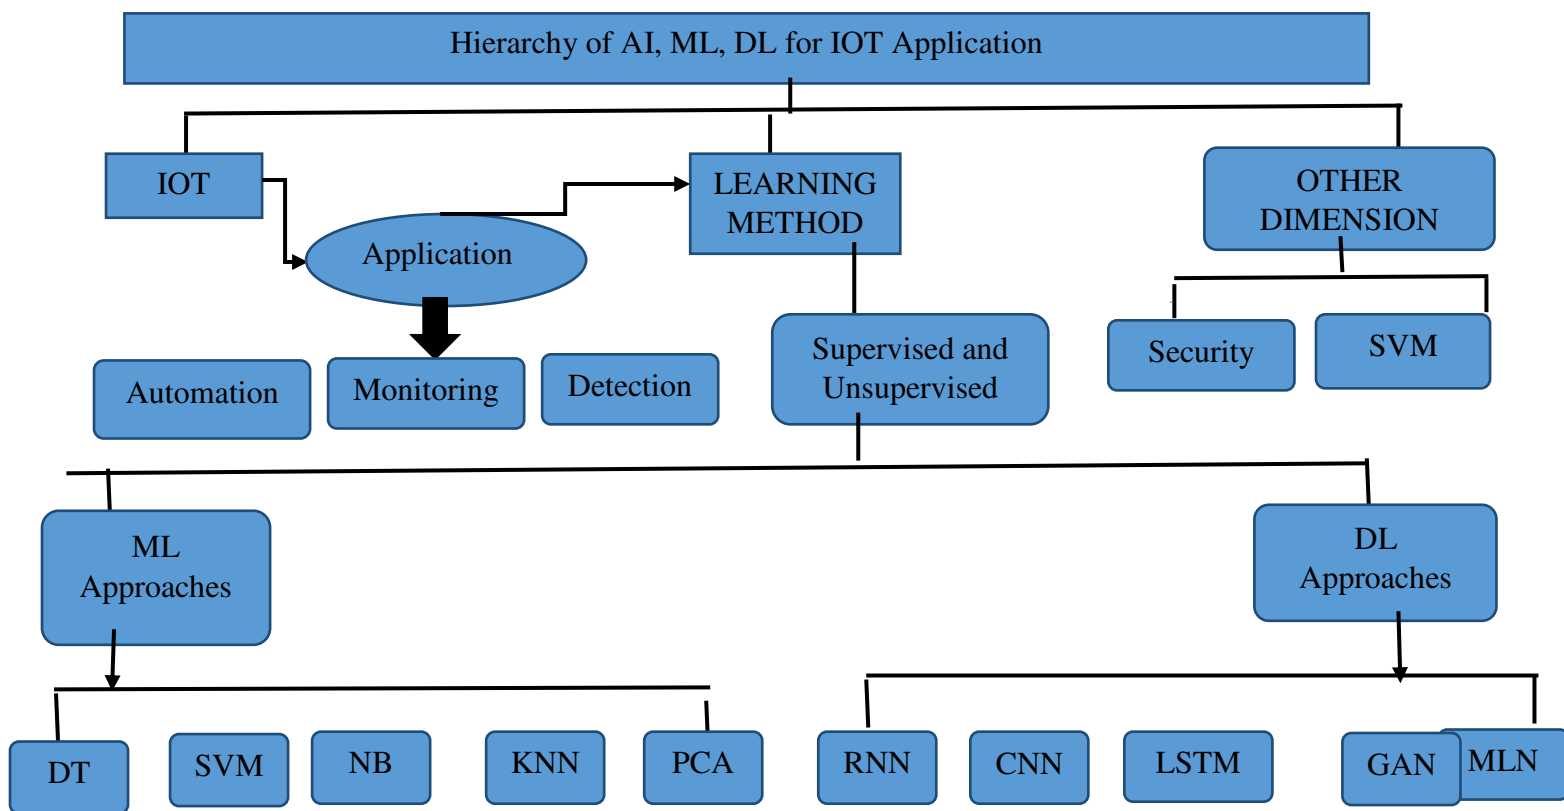 Hierarchy of AI, ML, DL for IOT Application
IOT
LEARNING
METHOD
OTHER
DIMENSION
Application
Automation
Monitoring
Detection
Supervised and
Unsupervised
Security
SVM
ML
Approaches
DL
Approaches
DT
SVM
NB
KNN
PCA
RNN
CNN
LSTM
GAN
MLN